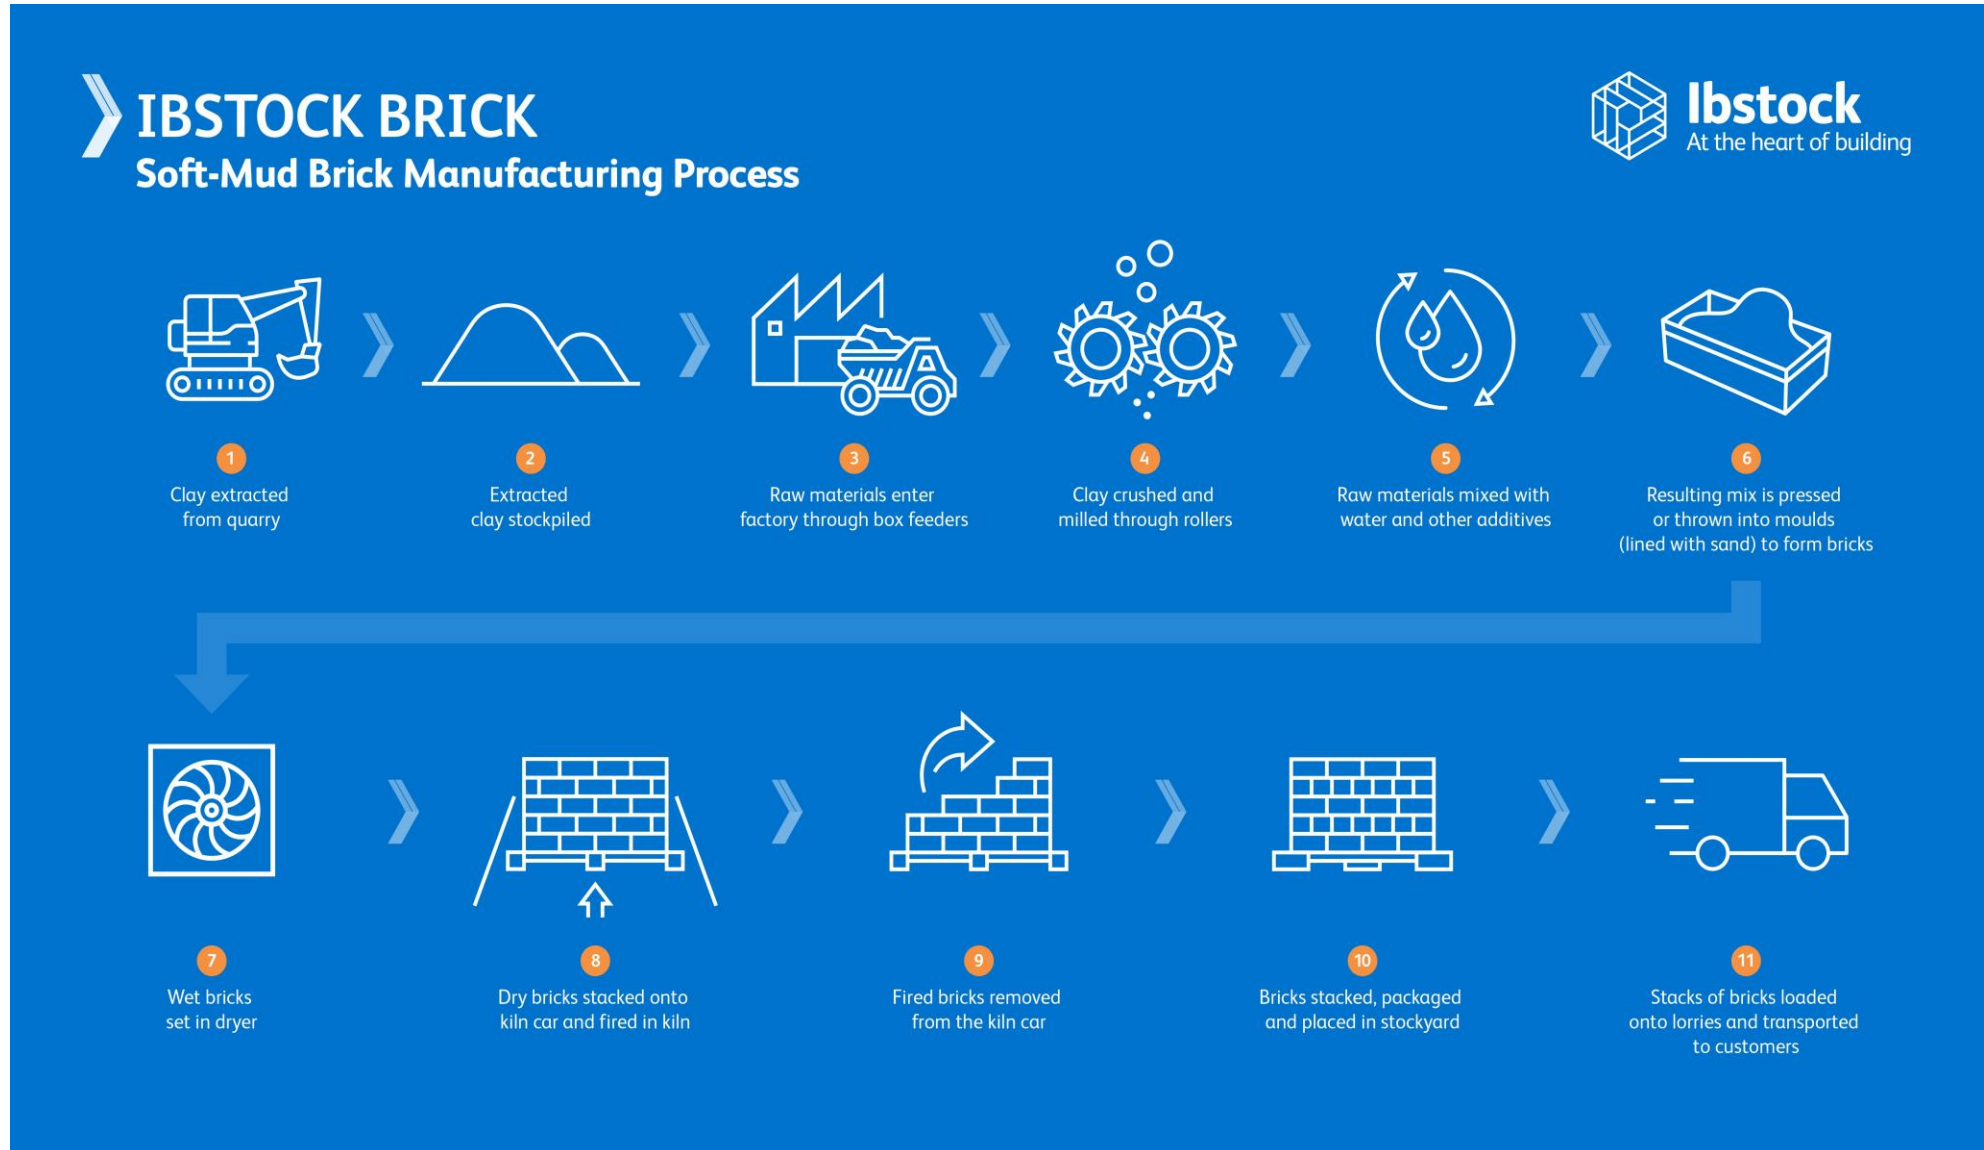 IBSTOCK BRICK
Soft-Mud Brick Manufacturing Process
Ibstock
At the heart of building
1
Clay extracted
from quarry
2
Extracted
clay stockpiled
3
Raw materials enter
factory through box feeders
4
Clay crushed and
milled through rollers
5
Raw materials mixed with
water and other additives
6
Resulting mix is pressed
or thrown into moulds
(lined with sand) to form bricks
7
Wet bricks
set in dryer
8
Dry bricks stacked onto
kiln car and fired in kiln
9
Fired bricks removed
from the kiln car
10
Bricks stacked, packaged
and placed in stockyard
11
Stacks of bricks loaded
onto lorries and transported
to customers